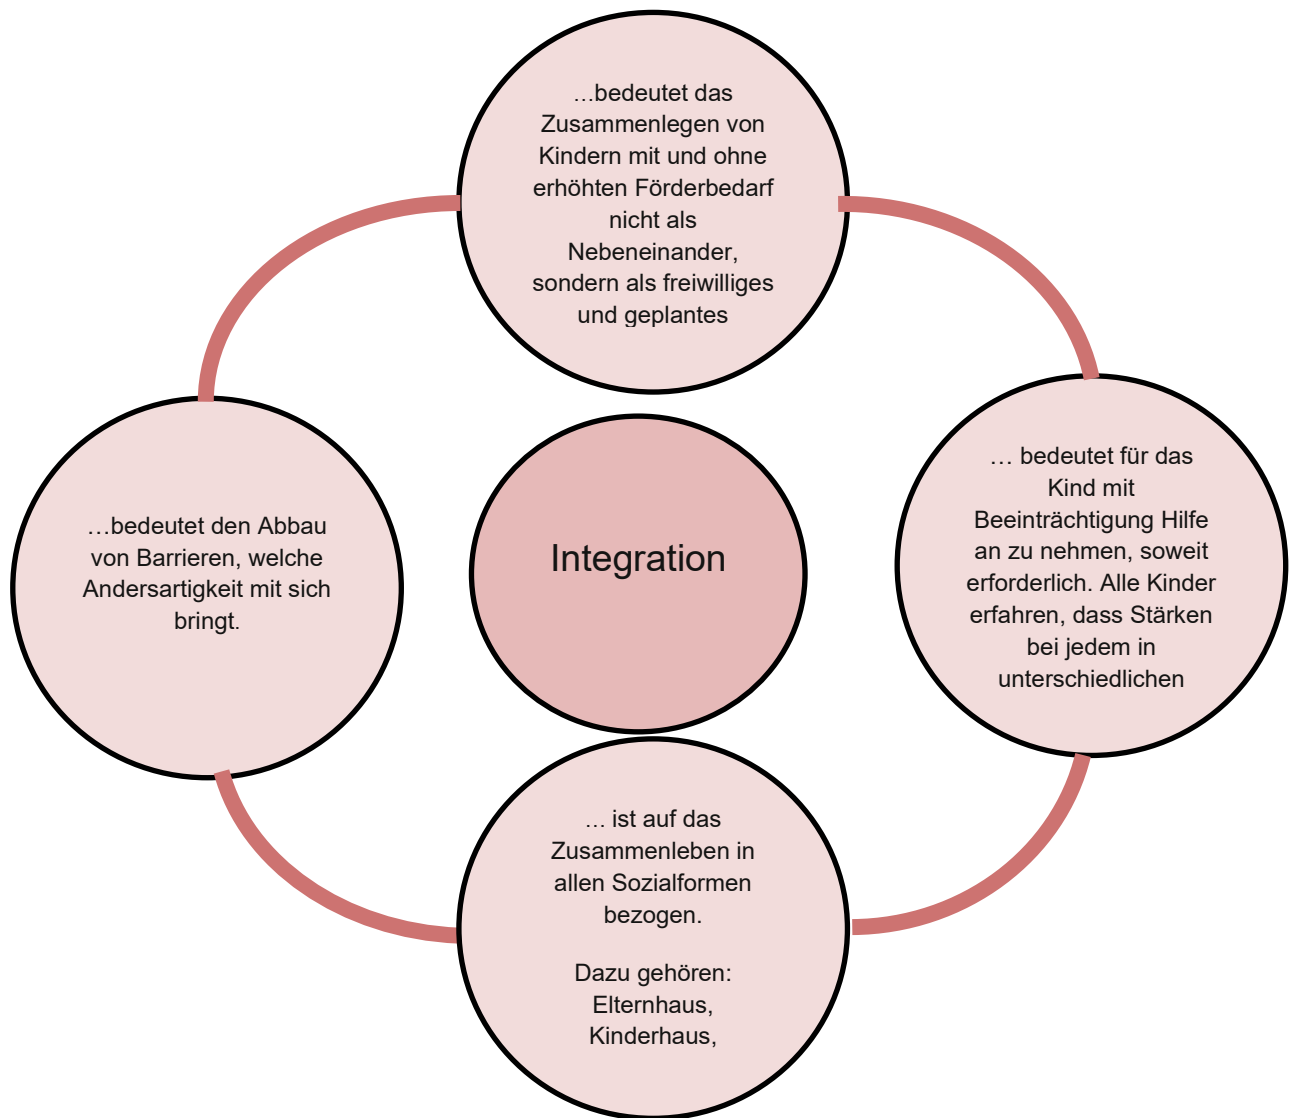 …bedeutet das
Zusammenlegen von
Kindern mit und ohne
erhöhten Förderbedarf
nicht als
Nebeneinander,
sondern als freiwilliges
und geplantes
… bedeutet für das
Kind mit
Beeinträchtigung Hilfe
an zu nehmen, soweit
erforderlich. Alle Kinder
erfahren, dass Stärken
bei jedem in
unterschiedlichen
…bedeutet den Abbau
von Barrieren, welche
Andersartigkeit mit sich
bringt.
Integration
… ist auf das
Zusammenleben in
allen Sozialformen
bezogen.
Dazu gehören:
Elternhaus,
Kinderhaus,